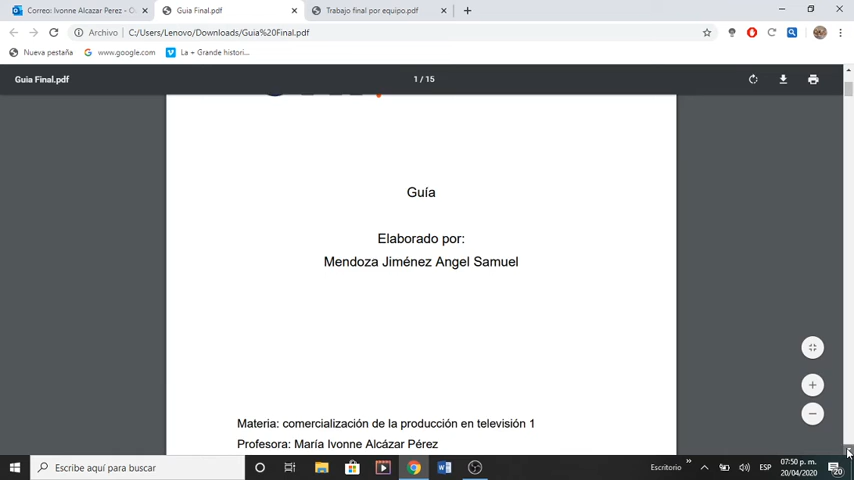 Correo: Ivonne Alcazar Perez - C
Guia Final.pdf
Trabajo final por equipo.pdf
Archivo
C:/Users/Lenovo/Downloads/Guia%20Final.pdf
Nueva pestaña
www.google.com
La + Grande histori...
Guia Final.pdf
1 / 15
Guía
Elaborado por:
Mendoza Jiménez Angel Samuel
Materia: comercialización de la producción en televisión 1
Profesora: María Ivonne Alcázar Pérez
Escribe aquí para buscar
Escritorio
ESP
07:50 p. m.
20/04/2020
20